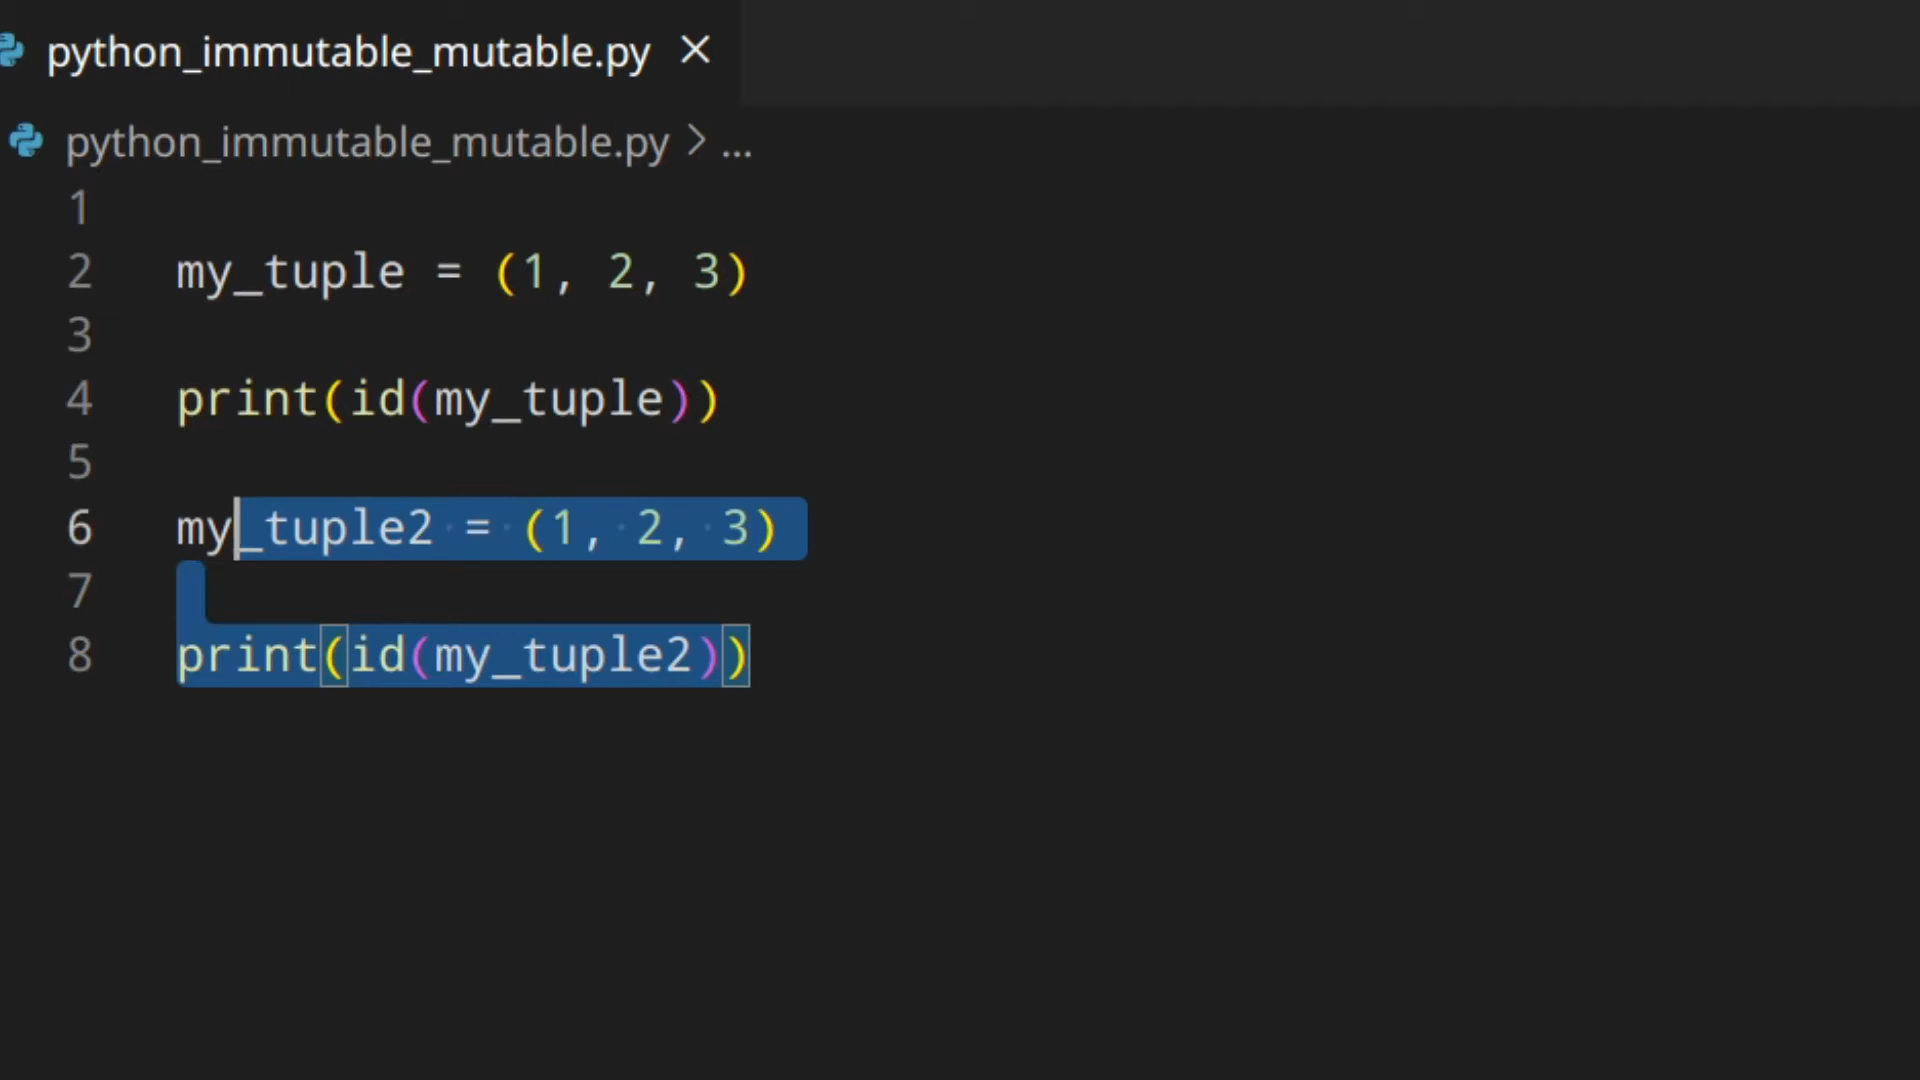 python_immutable_mutable.py ×
python_immutable_mutable.py > ...
1
2 my_tuple = (1, 2, 3)
3
4 print(id(my_tuple))
5
6 my_tuple2 = (1, 2, 3)
7
8 print(id(my_tuple2))